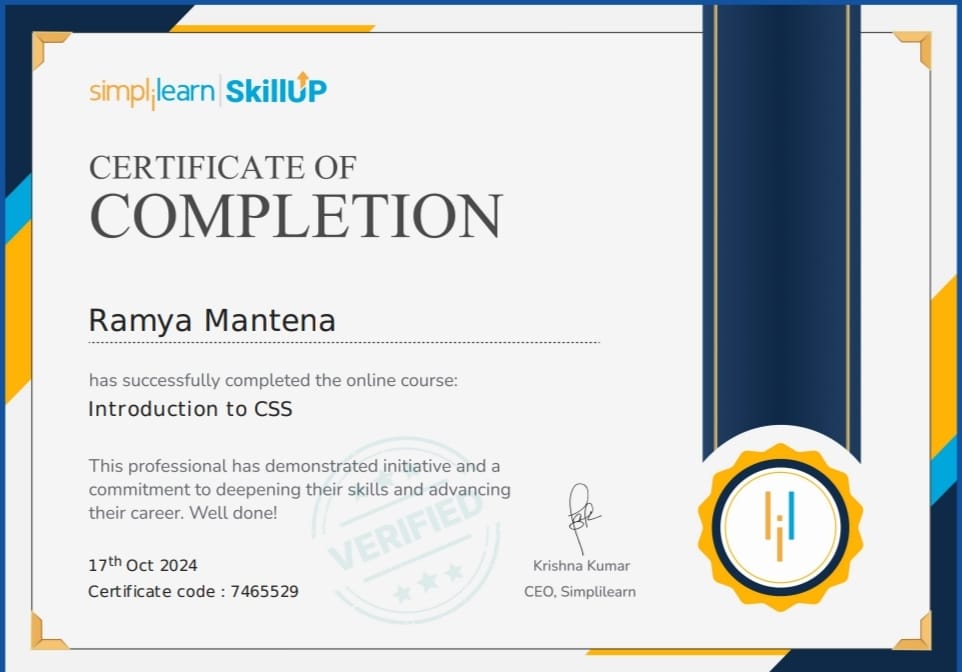 simplilearn | SkillUP
CERTIFICATE OF
COMPLETION
Ramya Mantena
has successfully completed the online course:
Introduction to CSS
This professional has demonstrated initiative and a
commitment to deepening their skills and advancing
their career. Well done!
VERIFIED
17th Oct 2024
Certificate code : 7465529
Krishna Kumar
CEO, Simplilearn